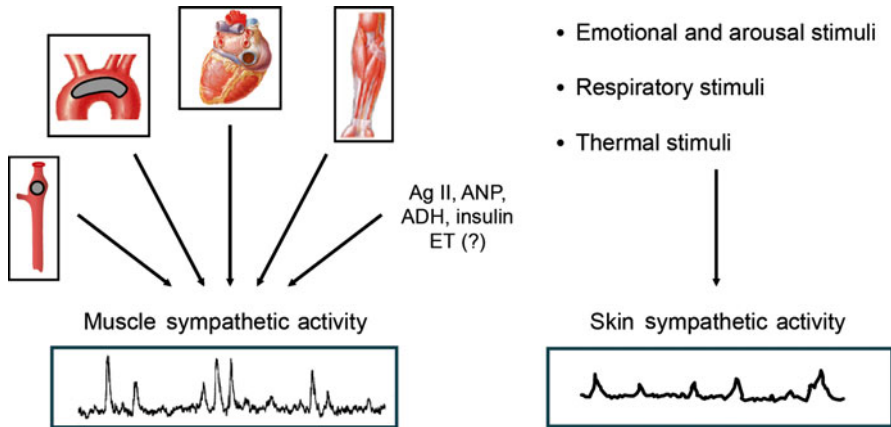 • Emotional and arousal stimuli
• Respiratory stimuli
• Thermal stimuli
Ag II, ANP,
ADH, insulin
ET (?)
Muscle sympathetic activity
Skin sympathetic activity